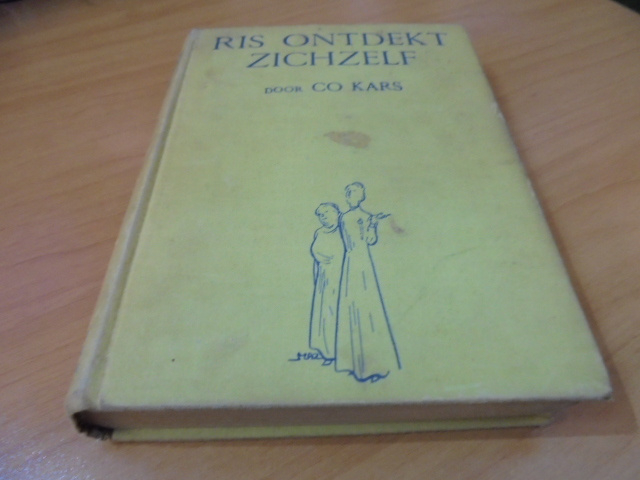 RIS ONTDEKT
ZICHZELF
DOOR CO KARS